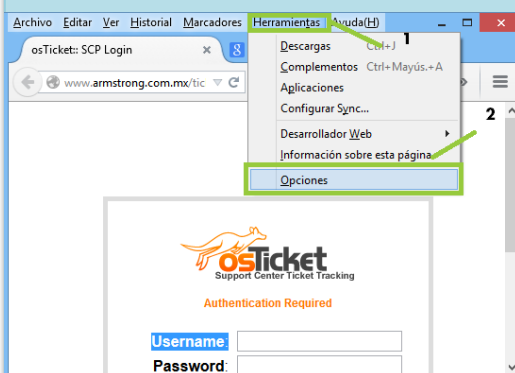 Archivo Editar Ver Historial Marcadores Herramientas Ayuda(H)
1
osTicket:: SCP Login × 8
www.armstrong.com.mx/tic
Descargas Ctrl+J
Complementos Ctrl+Mayús.+A
Aplicaciones
Configurar Sync...
2
Desarrollador Web
Información sobre esta página
Opciones
osTicket
Support Center Ticket Tracking
Authentication Required
Username:
Password: